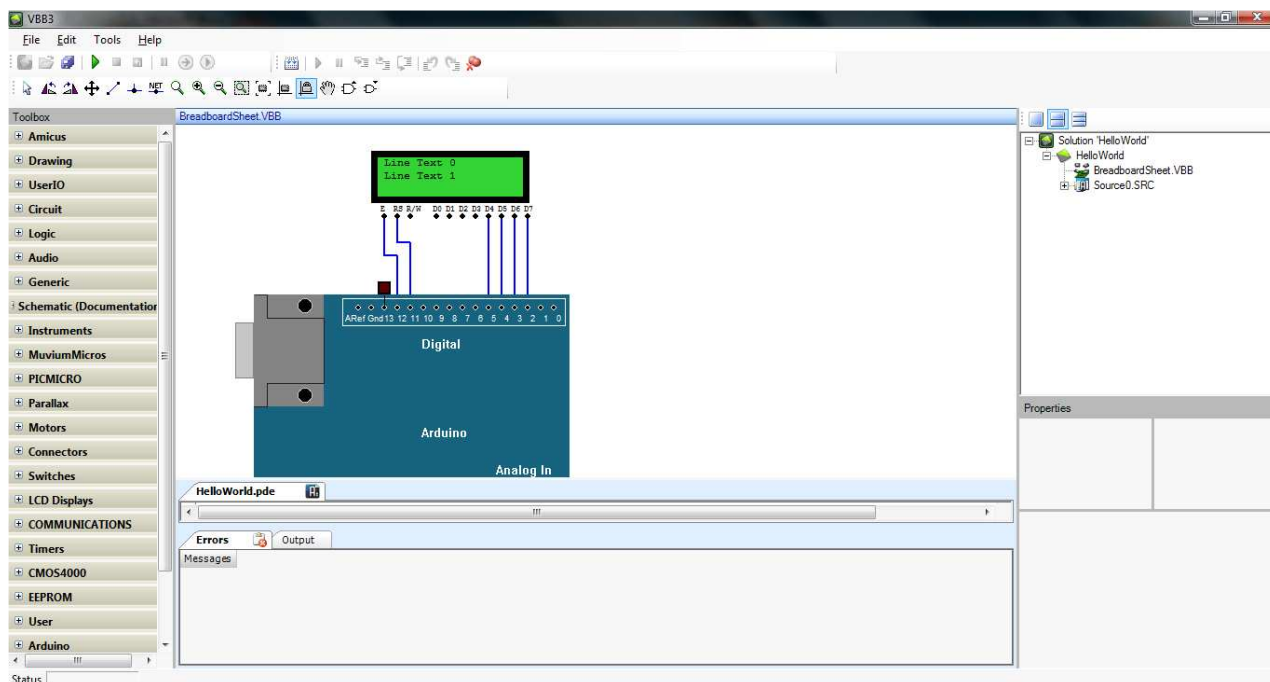 VBB3
File Edit Tools Help
NET
Toolbox
Amicus
Drawing
UserIO
Circuit
Logic
Audio
Generic
Schematic (Documentation
Instruments
MuviumMicros
PICMICRO
Parallax
Motors
Connectors
Switches
LCD Displays
COMMUNICATIONS
Timers
CMOS4000
EEPROM
User
Arduino
BreadboardSheet.VBB
Line Text 0
Line Text 1
E RS R/W D0 D1 D2 D3 D4 D5 D6 D7
ARef Gnd 13 12 11 10 9 8 7 6 5 4 3 2 1 0
Digital
Arduino
Analog In
HelloWorld.pde
Errors Output
Messages
Solution 'HelloWorld'
HelloWorld
BreadboardSheet.VBB
Source0.SRC
Properties
Status